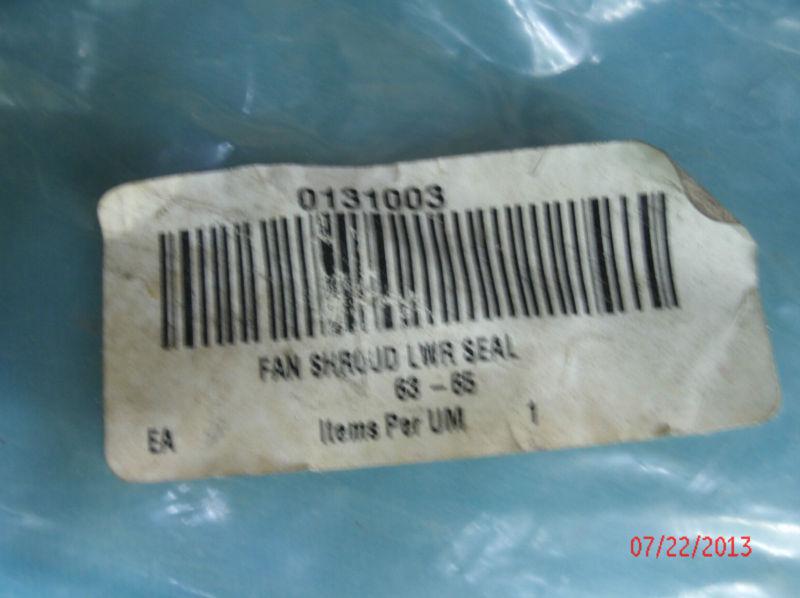 0131003
FAN SHROUD LWR SEAL
63 - 65
EA Items Per UM 1
07/22/2013